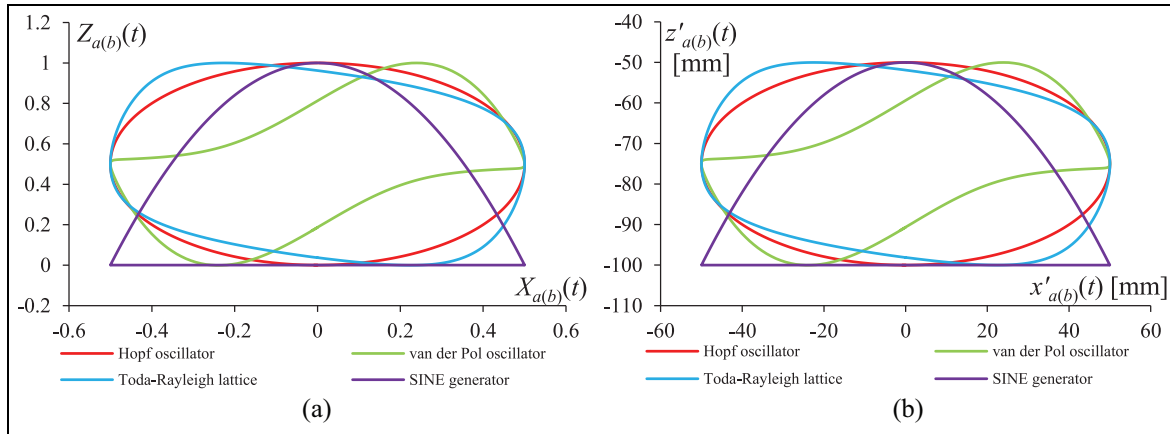 1.2
Z_{a(b)}(t)
1
0.8
0.6
0.4
0.2
0
-0.2
X_{a(b)}(t)
-0.6
-0.4
-0.2
0
0.2
0.4
0.6
Hopf oscillator
van der Pol oscillator
Toda-Rayleigh lattice
SINE generator
(a)
-40
z'_{a(b)}(t)
[mm]
-50
-60
-70
-80
-90
-100
-110
x'_{a(b)}(t) [mm]
-60
-40
-20
0
20
40
60
Hopf oscillator
van der Pol oscillator
Toda-Rayleigh lattice
SINE generator
(b)